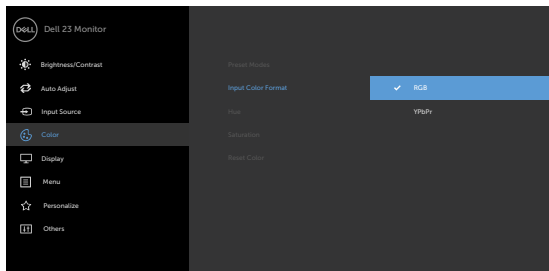 DELL Dell 23 Monitor
Brightness/Contrast
Auto Adjust
Input Source
Color
Display
Menu
Personalize
Others
Preset Modes
Input Color Format
Hue
Saturation
Reset Color
RGB
YPbPr